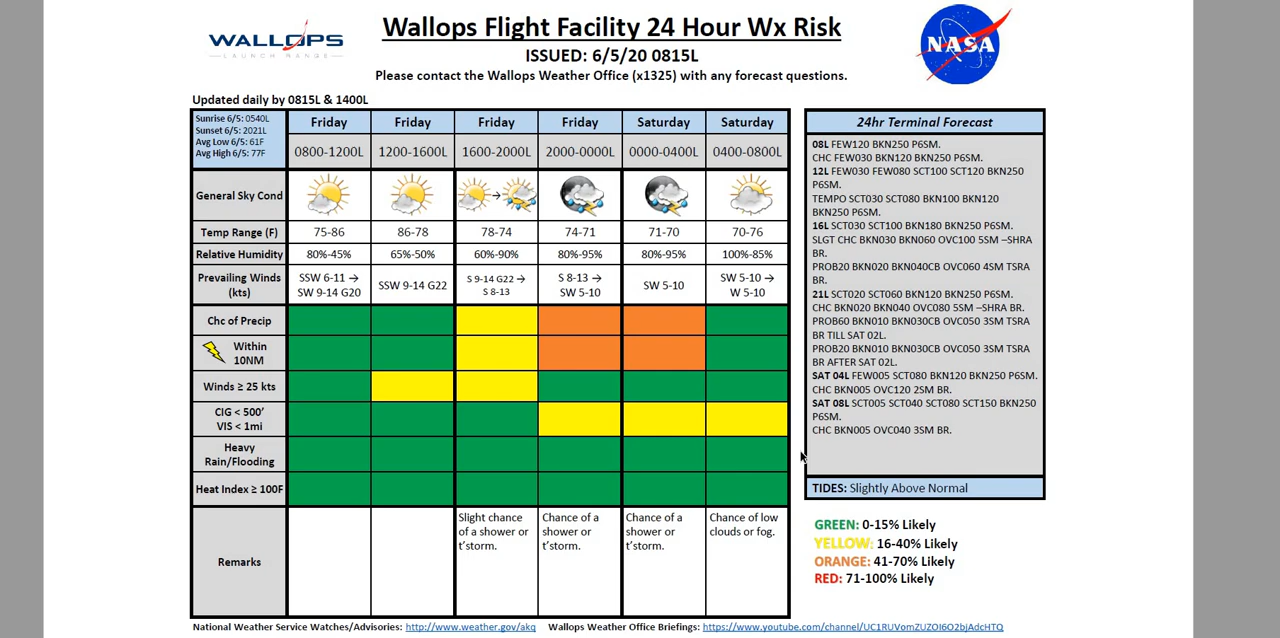 WALLOPS
LAUNCH RANGE
Wallops Flight Facility 24 Hour Wx Risk
ISSUED: 6/5/20 0815L
Please contact the Wallops Weather Office (x1325) with any forecast questions.
NASA
Updated daily by 0815L & 1400L
Sunrise 6/5: 0540L
Sunset 6/5: 2021L
Avg Low 6/5: 61F
Avg High 6/5: 77F
Friday Friday Friday Friday Saturday Saturday
0800-1200L 1200-1600L 1600-2000L 2000-0000L 0000-0400L 0400-0800L
General Sky Cond
Temp Range (F) 75-86 86-78 78-74 74-71 71-70 70-76
Relative Humidity 80%-45% 65%-50% 60%-90% 80%-95% 80%-95% 100%-85%
Prevailing Winds (kts)
SSW 6-11 → SW 9-14 G20
SSW 9-14 G22
S 9-14 G22 → S 8-13
S 8-13 → SW 5-10
SW 5-10
SW 5-10 → W 5-10
Chc of Precip
Within 10NM
Winds ≥ 25 kts
CIG < 500’
VIS < 1mi
Heavy
Rain/Flooding
Heat Index ≥ 100F
Remarks
Slight chance
of a shower or
t’storm.
Chance of a
shower or
t’storm.
Chance of a
shower or
t’storm.
Chance of low
clouds or fog.
24hr Terminal Forecast
08L FEW120 BKN250 P6SM.
CHC FEW030 BKN120 BKN250 P6SM.
12L FEW030 FEW080 SCT100 SCT120 BKN250
P6SM.
TEMPO SCT030 SCT080 BKN100 BKN120
BKN250 P6SM.
16L SCT030 SCT100 BKN180 BKN250 P6SM.
SLGT CHC BKN030 BKN060 OVC100 5SM –SHRA
BR.
PROB20 BKN020 BKN040CB OVC060 4SM TSRA
BR.
21L SCT020 SCT060 BKN120 BKN250 P6SM.
CHC BKN020 BKN040 OVC080 5SM –SHRA BR.
PROB60 BKN010 BKN030CB OVC050 3SM TSRA
BR TILL SAT 02L.
PROB20 BKN010 BKN030CB OVC050 3SM TSRA
BR AFTER SAT 02L.
SAT 04L FEW005 SCT080 BKN120 BKN250 P6SM.
CHC BKN005 OVC120 2SM BR.
SAT 08L SCT005 SCT040 SCT080 SCT150 BKN250
P6SM.
CHC BKN005 OVC040 3SM BR.
TIDES: Slightly Above Normal
GREEN: 0-15% Likely
YELLOW: 16-40% Likely
ORANGE: 41-70% Likely
RED: 71-100% Likely
National Weather Service Watches/Advisories: http://www.weather.gov/akq Wallops Weather Office Briefings: https://www.youtube.com/channel/UC1RUVomZUZOI6O2bjAdcHTQ